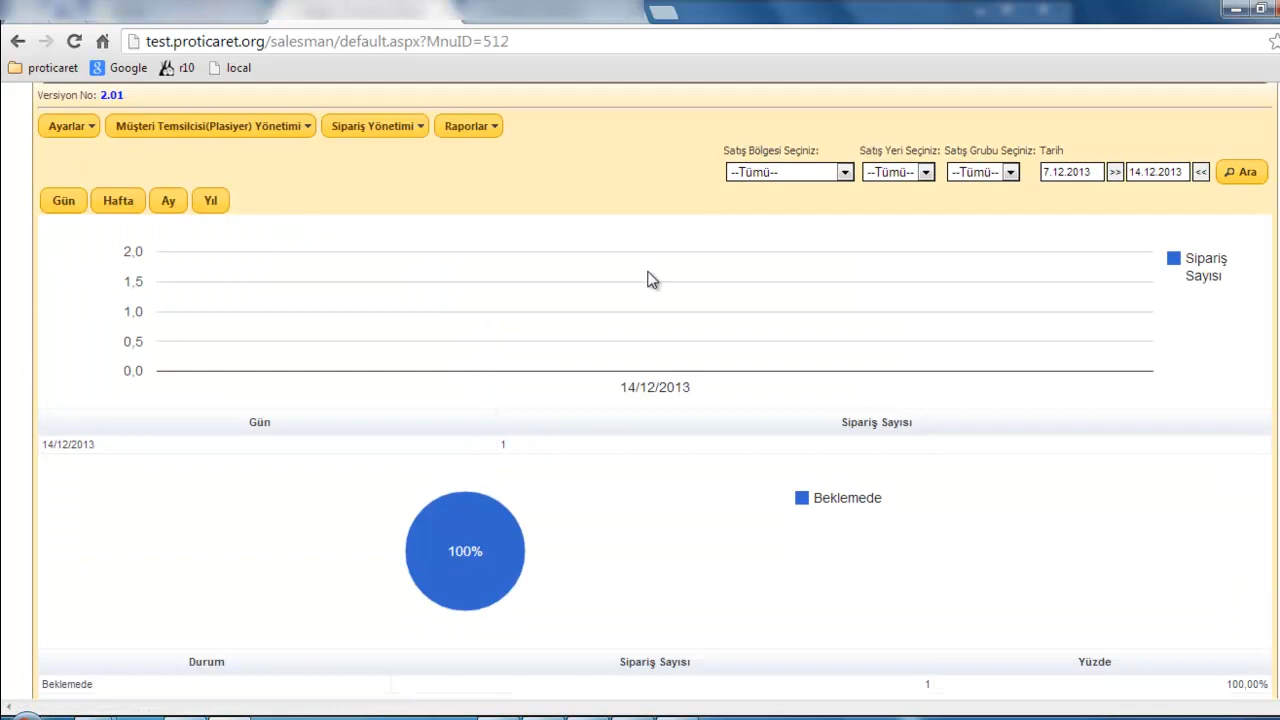 test.proticaret.org/salesman/default.aspx?MnuID=512
proticaret Google r10 local
Versiyon No: 2.01
Ayarlar Müşteri Temsilcisi(Plasiyer) Yönetimi Sipariş Yönetimi Raporlar
Satış Bölgesi Seçiniz: Satış Yeri Seçiniz: Satış Grubu Seçiniz: Tarih
--Tümü-- --Tümü-- --Tümü-- 7.12.2013 >> 14.12.2013 << Ara
Gün Hafta Ay Yıl
2,0
1,5
1,0
0,5
0,0
14/12/2013
Sipariş
Sayısı
Gün Sipariş Sayısı
14/12/2013 1
100%
Beklemede
Durum Sipariş Sayısı Yüzde
Beklemede 1 100,00%